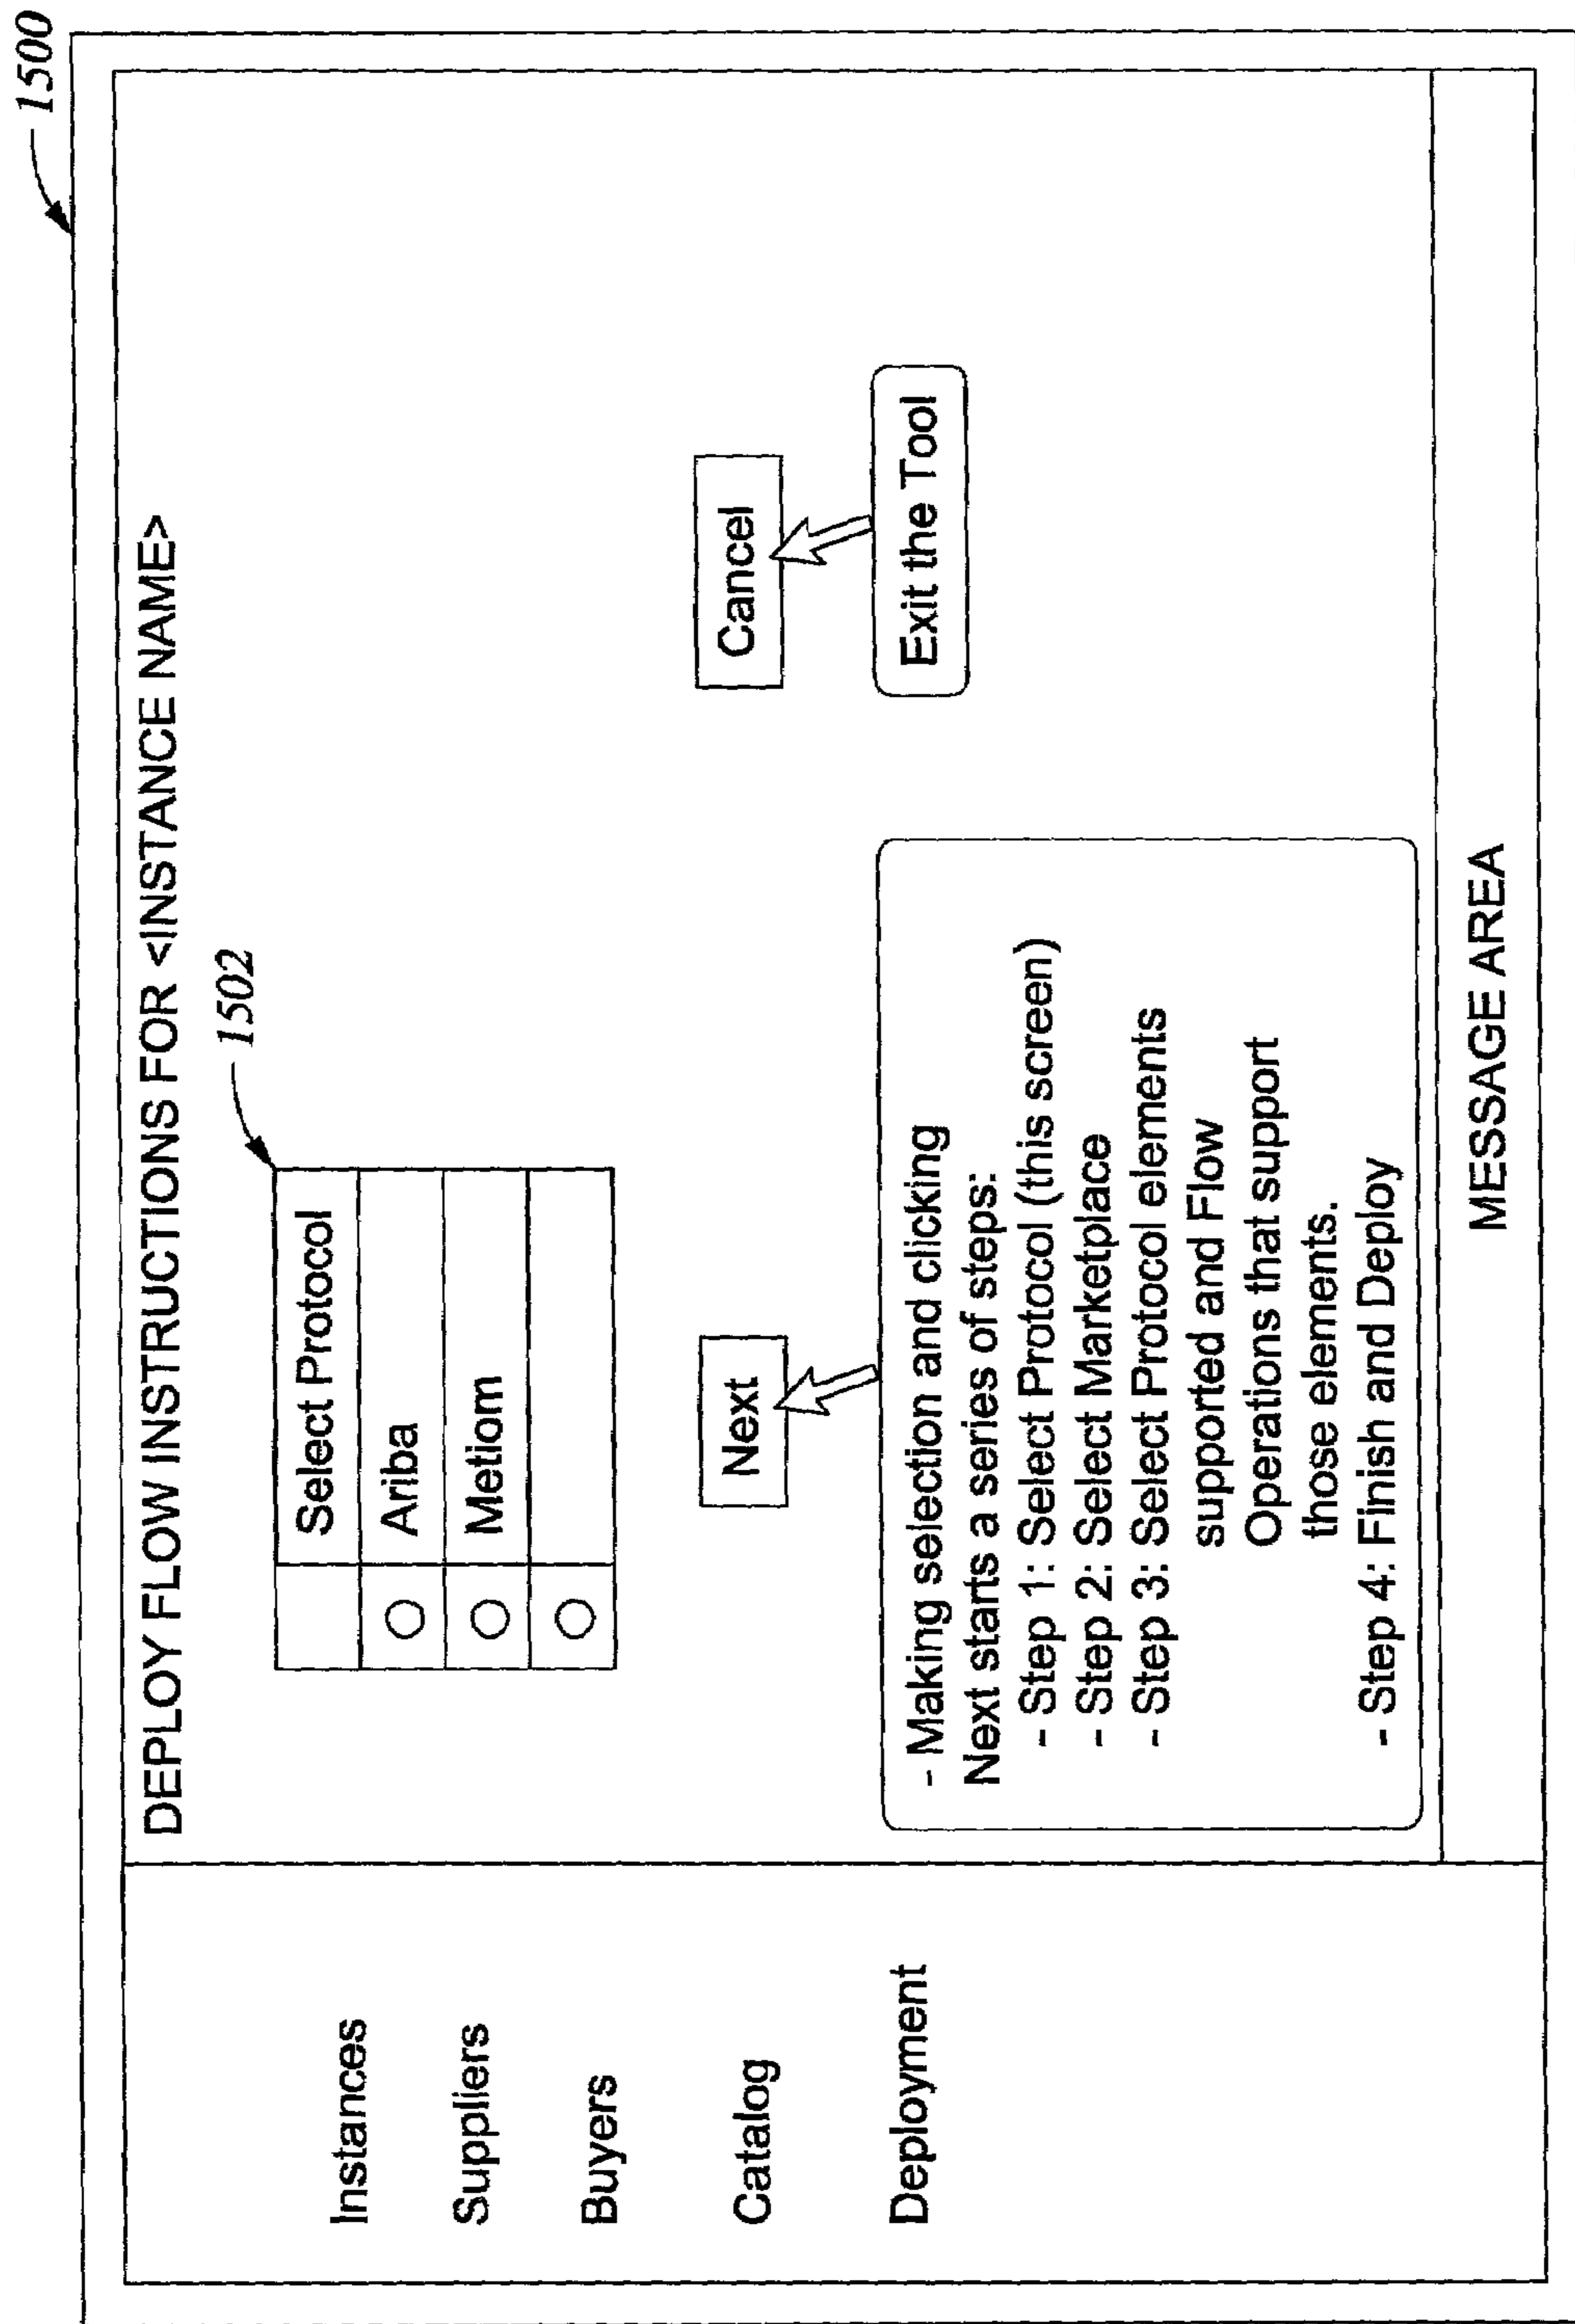 1500
DEPLOY FLOW INSTRUCTIONS FOR <INSTANCE NAME>
1502
Instances
Suppliers
Buyers
Catalog
Deployment
Select Protocol
Ariba
Metiom
Next
Cancel
Exit the Tool
- Making selection and clicking
Next starts a series of steps:
- Step 1: Select Protocol (this screen)
- Step 2: Select Marketplace
- Step 3: Select Protocol elements
supported and Flow
Operations that support
those elements.
- Step 4: Finish and Deploy
MESSAGE AREA